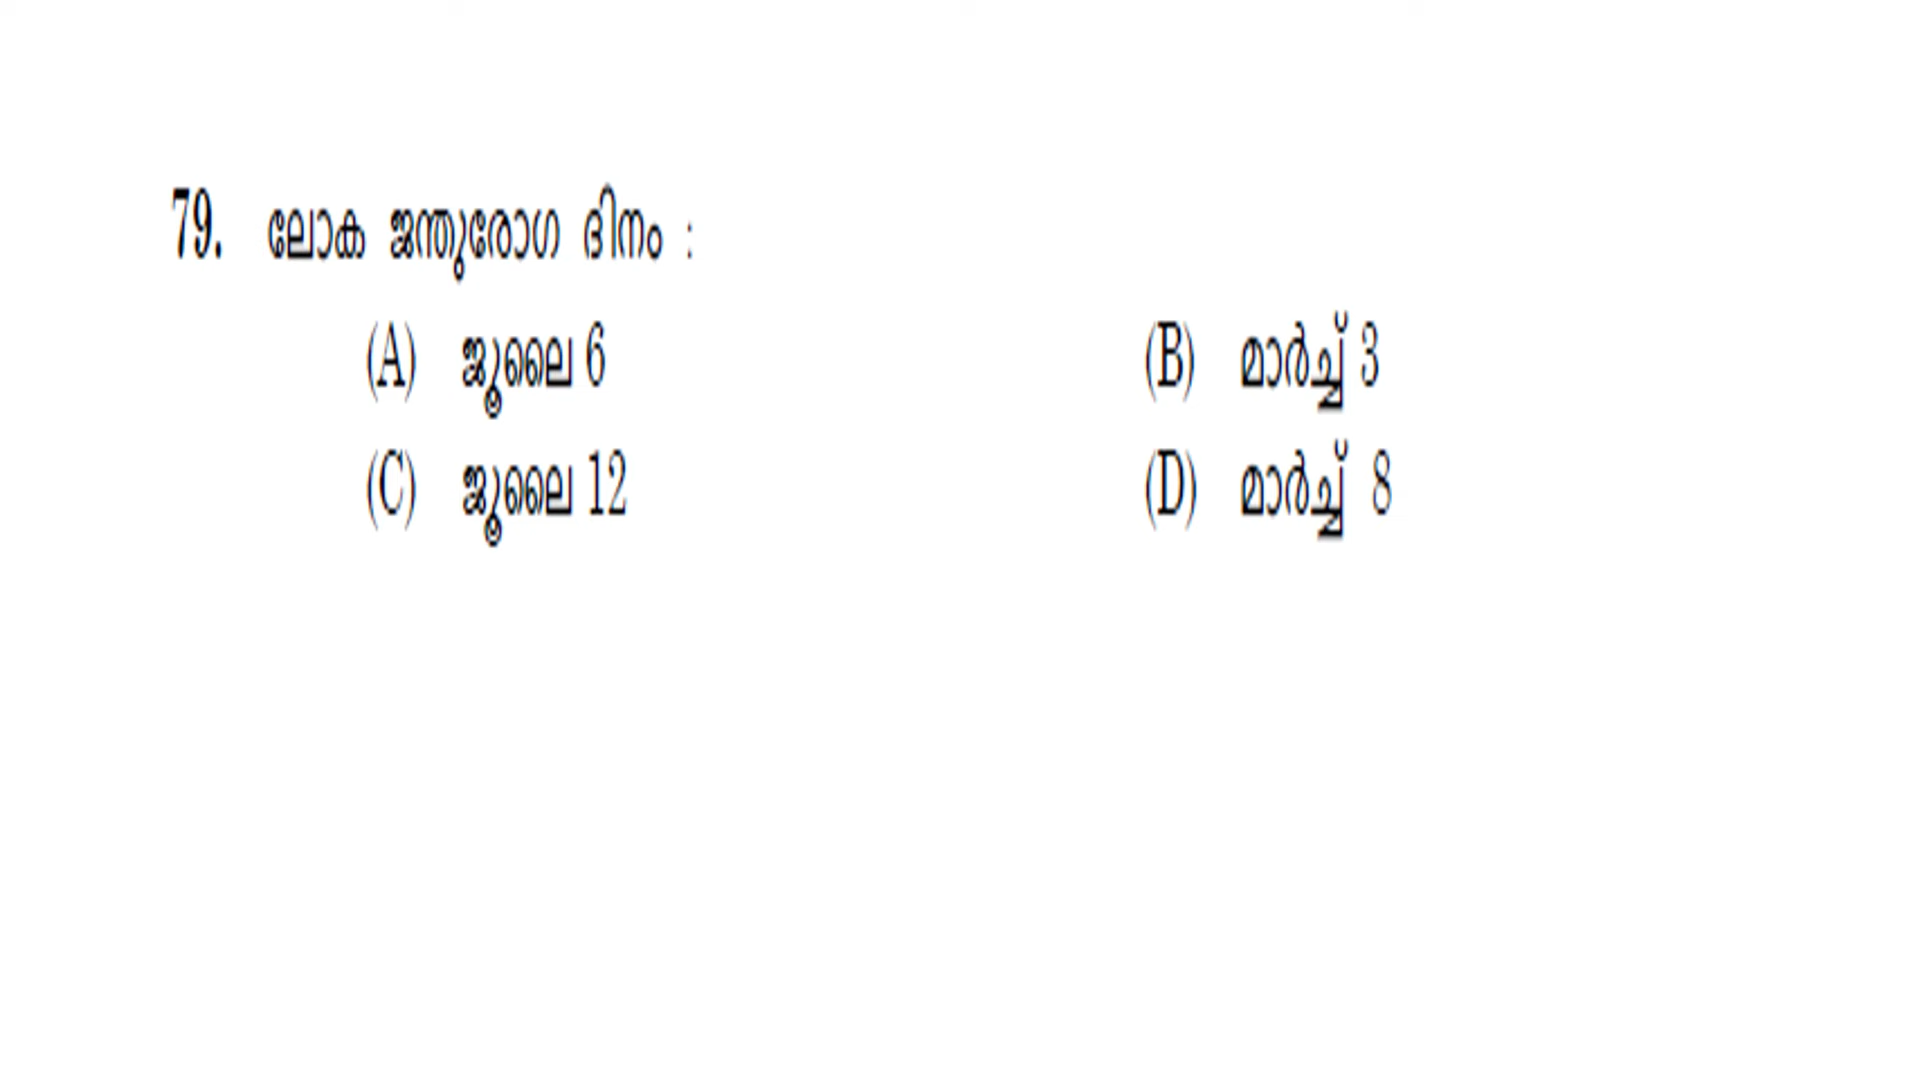 79. ലോക ജന്തുരോഗ ദിനം :
(A) ജൂലൈ 6 (B) മാർച്ച് 3
(C) ജൂലൈ 12 (D) മാർച്ച് 8